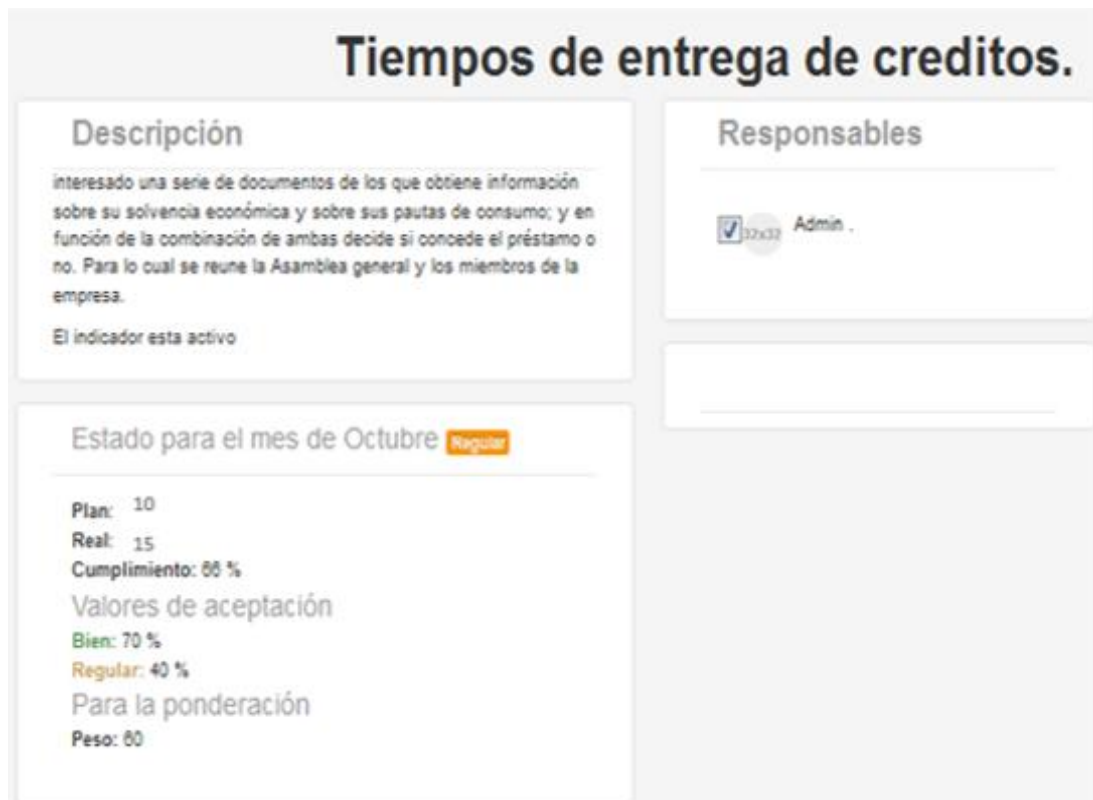 Tiempos de entrega de creditos.
Descripción
interesado una serie de documentos de los que obtiene información
sobre su solvencia económica y sobre sus pautas de consumo; y en
función de la combinación de ambas decide si concede el préstamo o
no. Para lo cual se reune la Asamblea general y los miembros de la
empresa.
El indicador esta activo
Responsables
32x32 Admin .
Estado para el mes de Octubre Regular
Plan: 10
Real: 15
Cumplimiento: 66 %
Valores de aceptación
Bien: 70 %
Regular: 40 %
Para la ponderación
Peso: 60